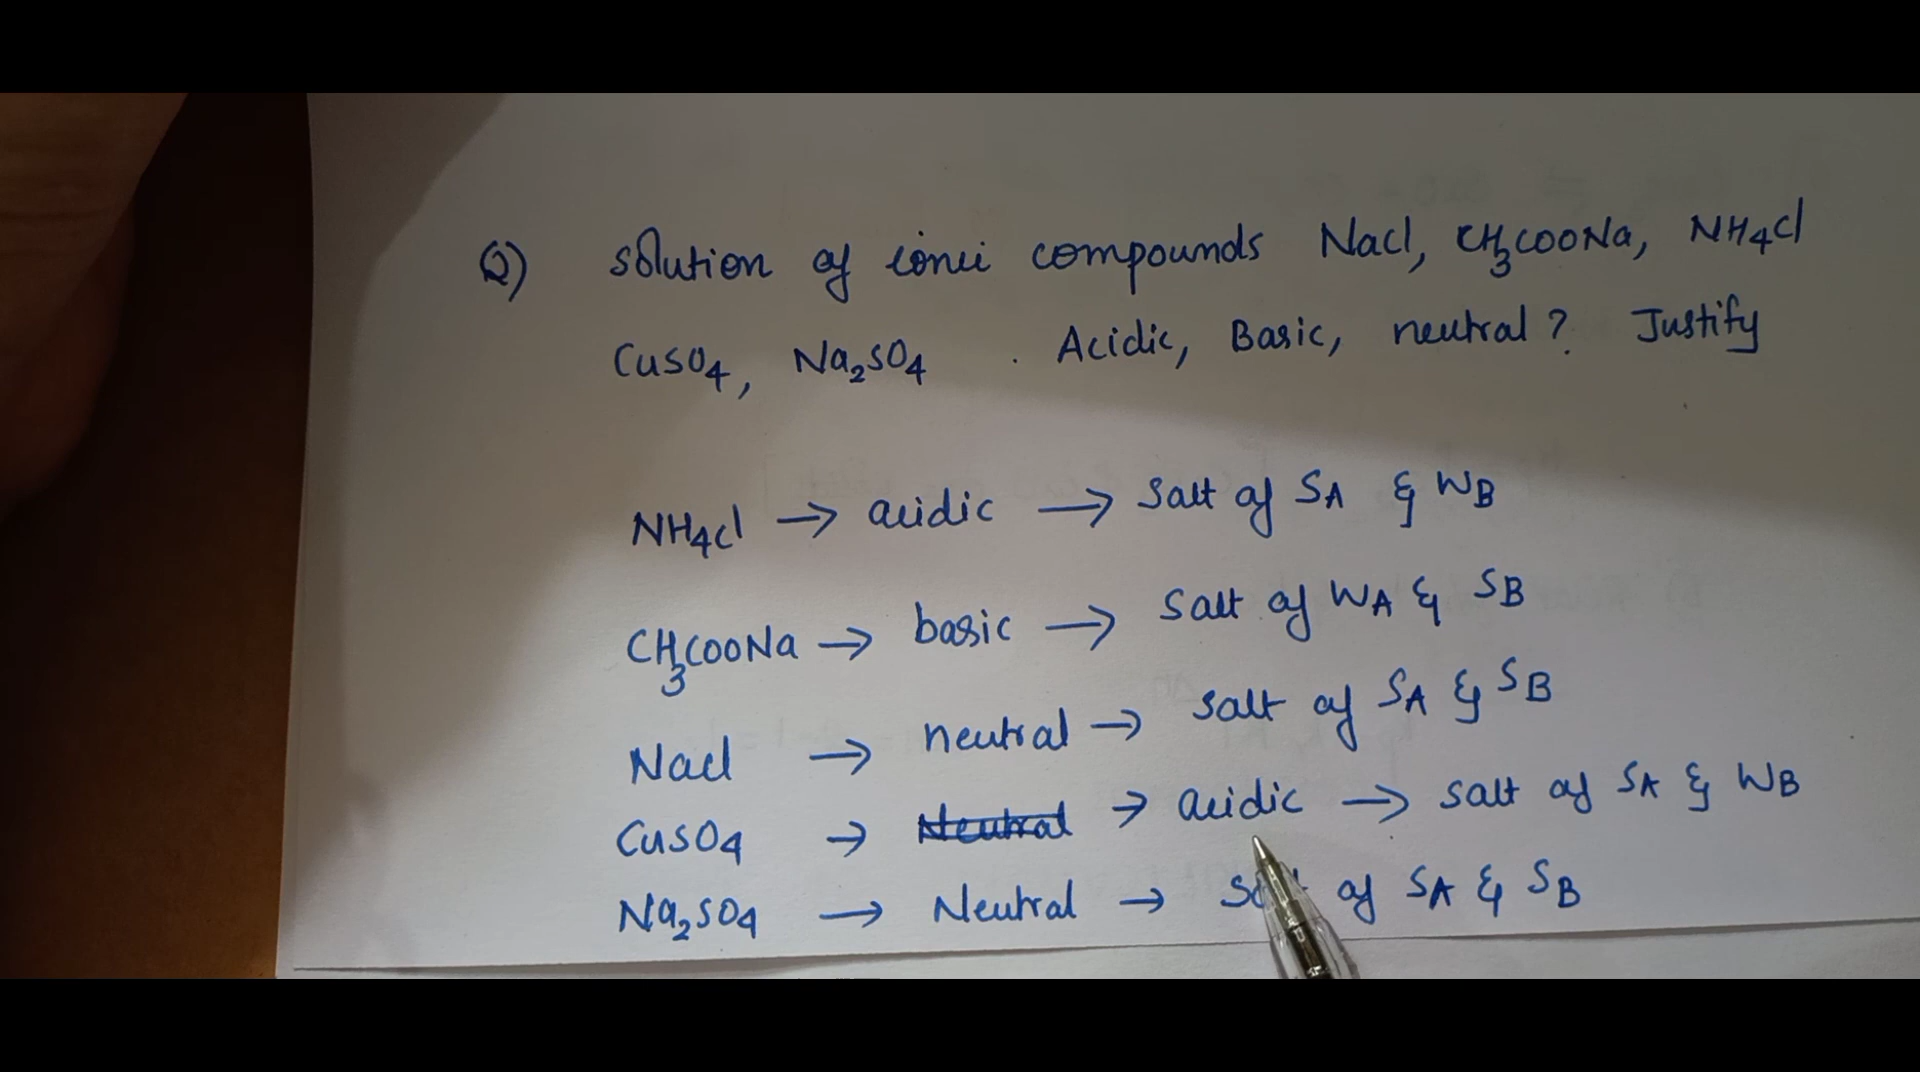 Q) solution of ionic compounds NaCl, CH3COONa, NH4Cl
CuSO4, Na2SO4 . Acidic, Basic, neutral? Justify
NH4Cl → acidic → salt of SA & WB
CH3COONa → basic → salt of WA & SB
NaCl → neutral → salt of SA & SB
CuSO4 → Neutral → acidic → salt of SA & WB
Na2SO4 → Neutral → Salt of SA & SB